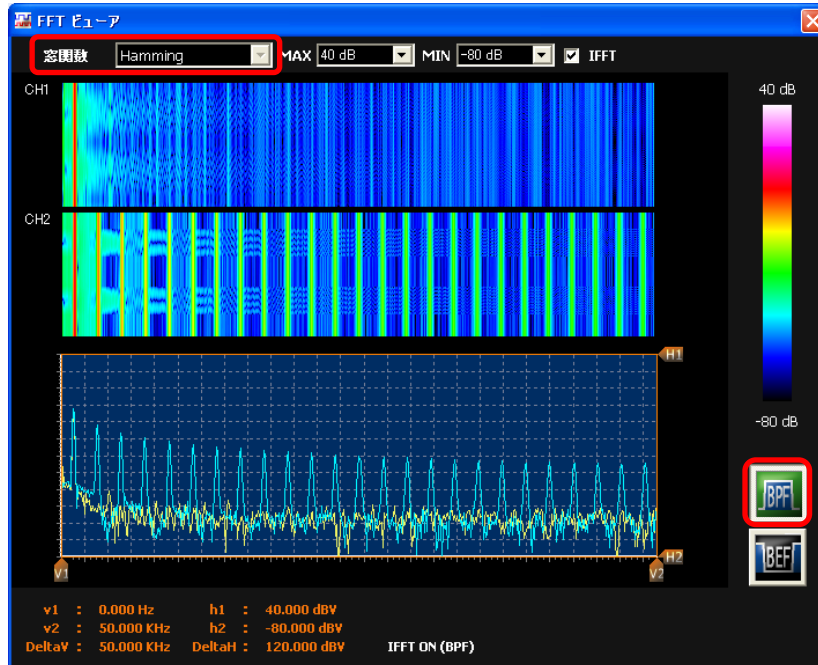 FFT ビューア
窓関数 Hamming MAX 40 dB MIN -80 dB IFFT
CH1
40 dB
CH2
H1
-80 dB
BPF
H2
BEF
V1 V2
v1 : 0.000 Hz h1 : 40.000 dBV
v2 : 50.000 KHz h2 : -80.000 dBV
DeltaV : 50.000 KHz DeltaH : 120.000 dBV IFFT ON (BPF)